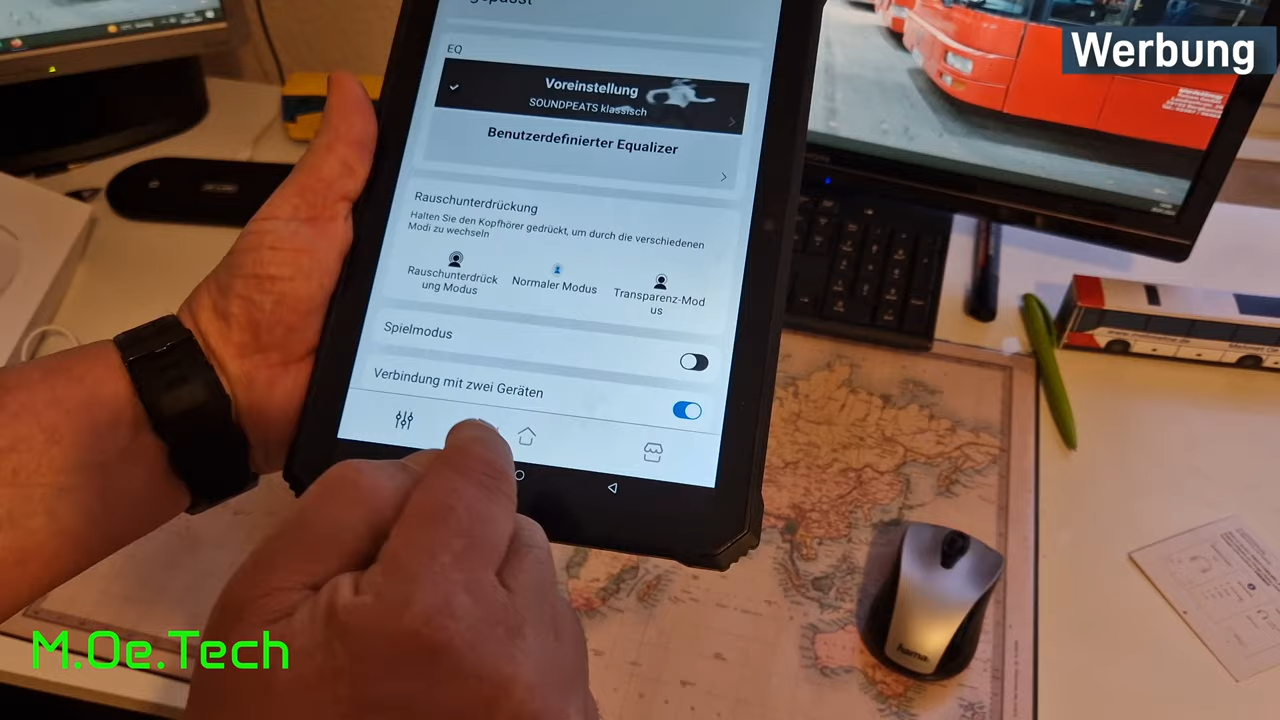 Werbung
EQ
Voreinstellung
SOUNDPEATS klassisch
Benutzerdefinierter Equalizer
Rauschunterdrückung
Halten Sie den Kopfhörer gedrückt, um durch die verschiedenen
Modi zu wechseln
Rauschunterdrück
ung Modus
Normaler Modus
Transparenz-Mod
us
Spielmodus
Verbindung mit zwei Geräten
hama.
M.Oe.Tech